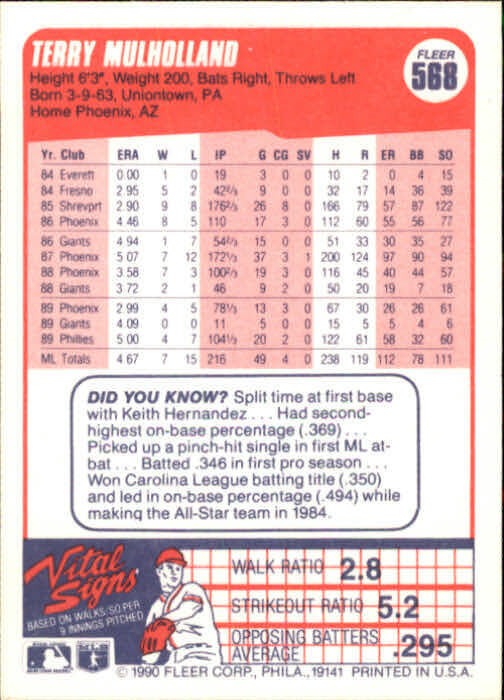 TERRY MULHOLLAND
FLEER
568
Height 6'3", Weight 200, Bats Right, Throws Left
Born 3-9-63, Uniontown, PA
Home Phoenix, AZ
Yr. Club ERA W L IP G CG SV H R ER BB SO
84 Everett 0.00 1 0 19 3 0 0 10 2 0 4 15
84 Fresno 2.95 5 2 42 2/3 9 0 0 32 17 14 36 39
85 Shrevprt 2.90 9 8 176 2/3 26 8 0 166 79 57 87 122
86 Phoenix 4.46 8 5 110 17 3 0 112 60 55 56 77
86 Giants 4.94 1 7 54 2/3 15 0 0 51 33 30 35 27
87 Phoenix 5.07 7 12 172 1/3 37 3 1 200 124 97 90 94
88 Phoenix 3.58 7 3 100 2/3 19 3 0 116 45 40 44 57
88 Giants 3.72 2 1 46 9 2 0 50 20 19 7 18
89 Phoenix 2.99 4 5 78 1/3 13 3 0 67 30 26 26 61
89 Giants 4.09 0 0 11 5 0 0 15 5 5 4 6
89 Phillies 5.00 4 7 104 1/3 20 2 0 122 61 58 32 60
ML Totals 4.67 7 15 216 49 4 0 238 119 112 78 111
DID YOU KNOW? Split time at first base
with Keith Hernandez . . . Had second-
highest on-base percentage (.369) . . .
Picked up a pinch-hit single in first ML at-
bat . . . Batted .346 in first pro season . . .
Won Carolina League batting title (.350)
and led in on-base percentage (.494) while
making the All-Star team in 1984.
Vital
Signs
BASED ON WALKS/SO PER
9 INNINGS PITCHED
WALK RATIO 2.8
STRIKEOUT RATIO 5.2
OPPOSING BATTERS
AVERAGE .295
© 1990 FLEER CORP., PHILA., 19141 PRINTED IN U.S.A.